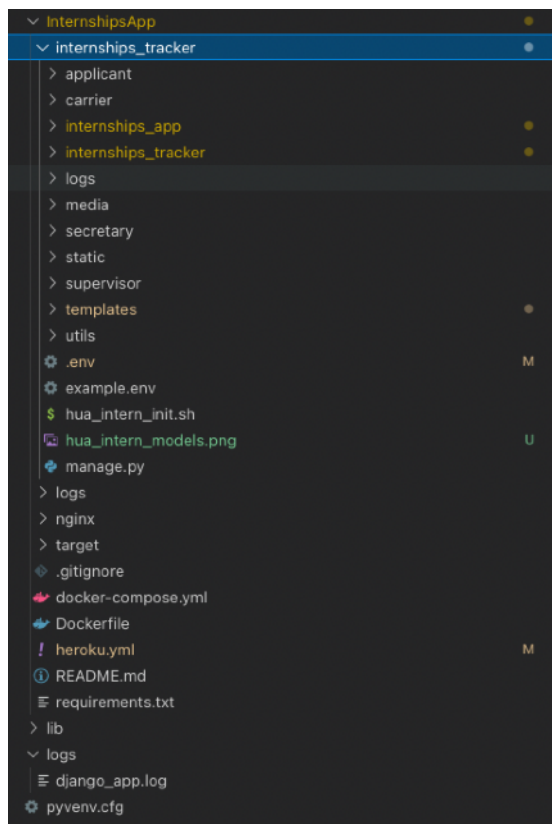 InternshipsApp
internships_tracker
applicant
carrier
internships_app
internships_tracker
logs
media
secretary
static
supervisor
templates
utils
.env M
example.env
$ hua_intern_init.sh
hua_intern_models.png U
manage.py
logs
nginx
target
.gitignore
docker-compose.yml
Dockerfile
! heroku.yml M
README.md
requirements.txt
lib
logs
django_app.log
pyvenv.cfg